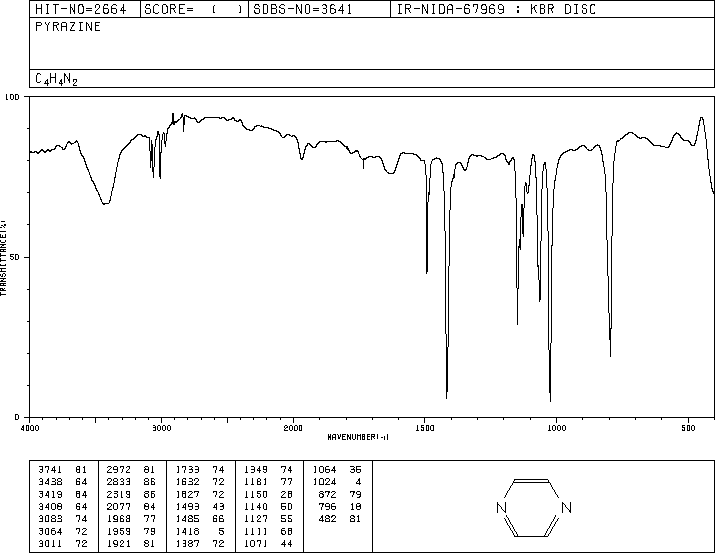 HIT-NO=2664 SCORE= ( ) SDBS-NO=3641 IR-NIDA-67969 : KBR DISC
PYRAZINE
C4H4N2
100
50
0
TRANSMITTANCE(%)
4000 3000 2000 1500 1000 500
WAVENUMBER(-1)
3741 81 2972 81 1733 74 1349 74 1064 35
3438 64 2833 86 1632 72 1181 77 1024 4
3419 64 2319 86 1627 72 1150 28 872 79
3408 64 2077 84 1493 43 1140 50 796 18
3083 74 1968 77 1485 66 1127 55 482 81
3064 72 1959 79 1418 5 1111 68
3011 72 1921 81 1387 72 1071 44
N N